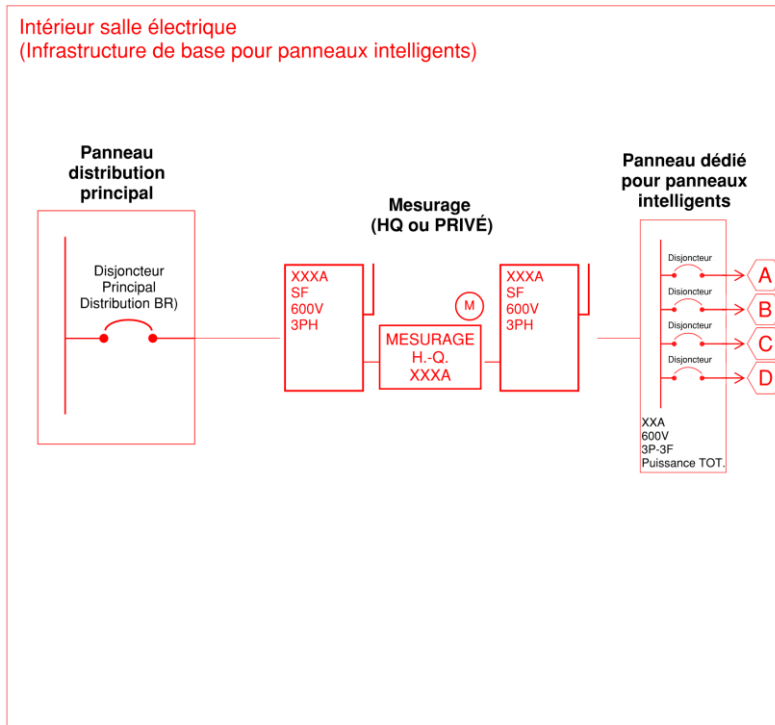 Intérieur salle électrique
(Infrastructure de base pour panneaux intelligents)
Panneau
distribution
principal
Disjoncteur
Principal
Distribution BR)
Mesurage
(HQ ou PRIVÉ)
XXXA
SF
600V
3PH
M
MESURAGE
H.-Q.
XXXA
XXXA
SF
600V
3PH
Panneau dédié
pour panneaux
intelligents
Disjoncteur
A
Disjoncteur
B
Disjoncteur
C
Disjoncteur
D
XXA
600V
3P-3F
Puissance TOT.